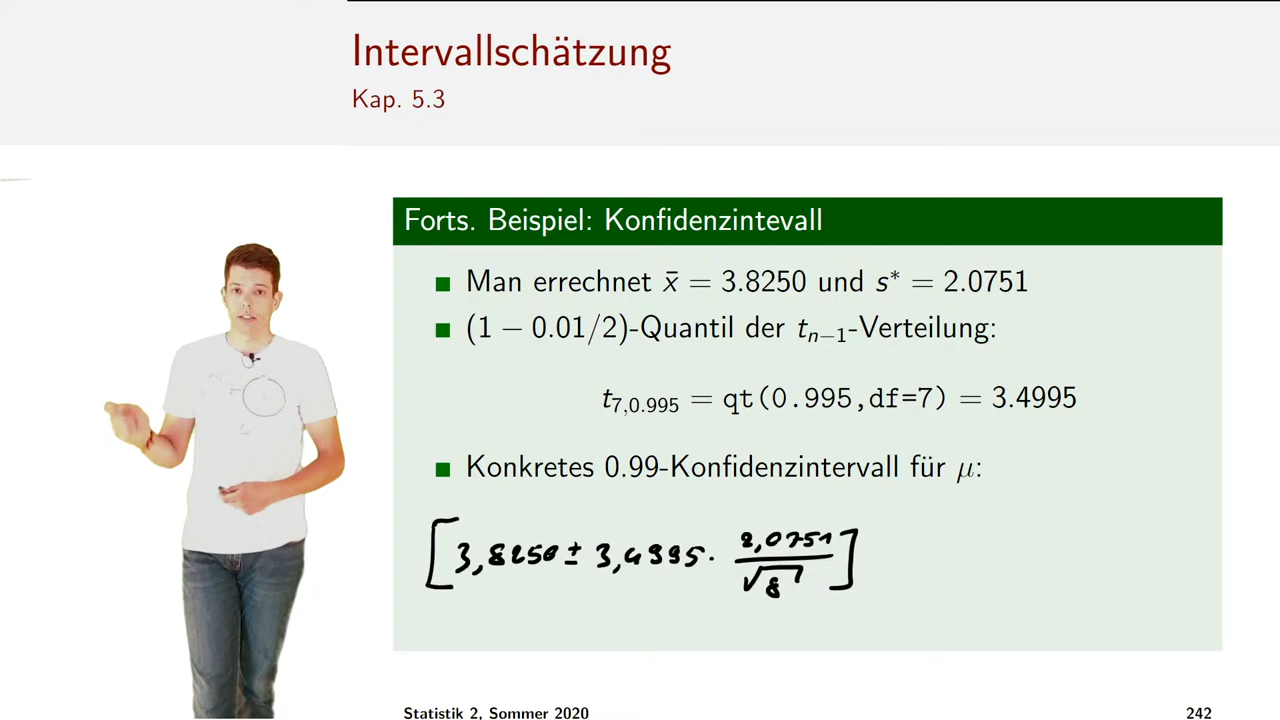 Intervallschätzung
Kap. 5.3
Forts. Beispiel: Konfidenzintevall
Man errechnet x̄ = 3.8250 und s* = 2.0751
(1 − 0.01/2)-Quantil der tₙ₋₁-Verteilung:
t₇,₀.₉₉₅ = qt(0.995,df=7) = 3.4995
Konkretes 0.99-Konfidenzintervall für μ:
[3,8250 ± 3,4995 · 2,0751/√8]
Statistik 2, Sommer 2020 242